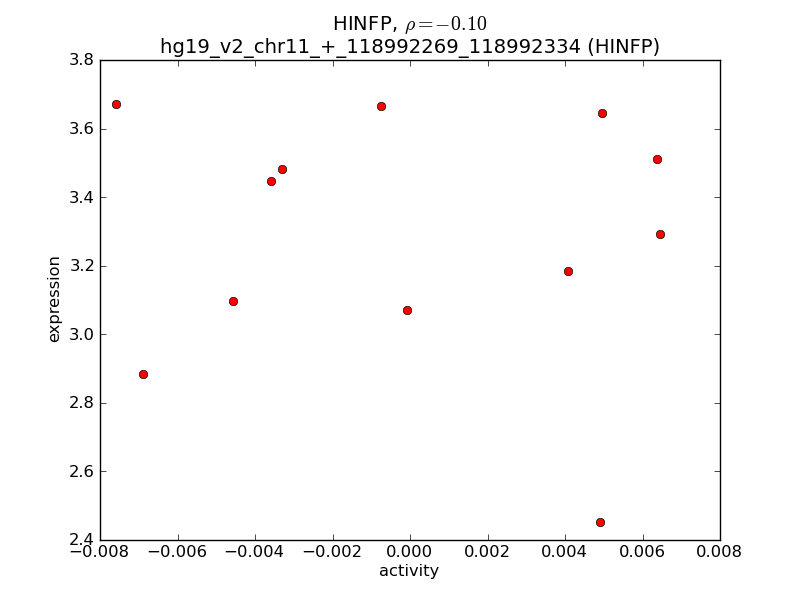 HINFP, ρ=−0.10
hg19_v2_chr11_+_118992269_118992334 (HINFP)
3.8
3.6
3.4
3.2
3.0
2.8
2.6
2.4
expression
−0.008 −0.006 −0.004 −0.002 0.000 0.002 0.004 0.006 0.008
activity